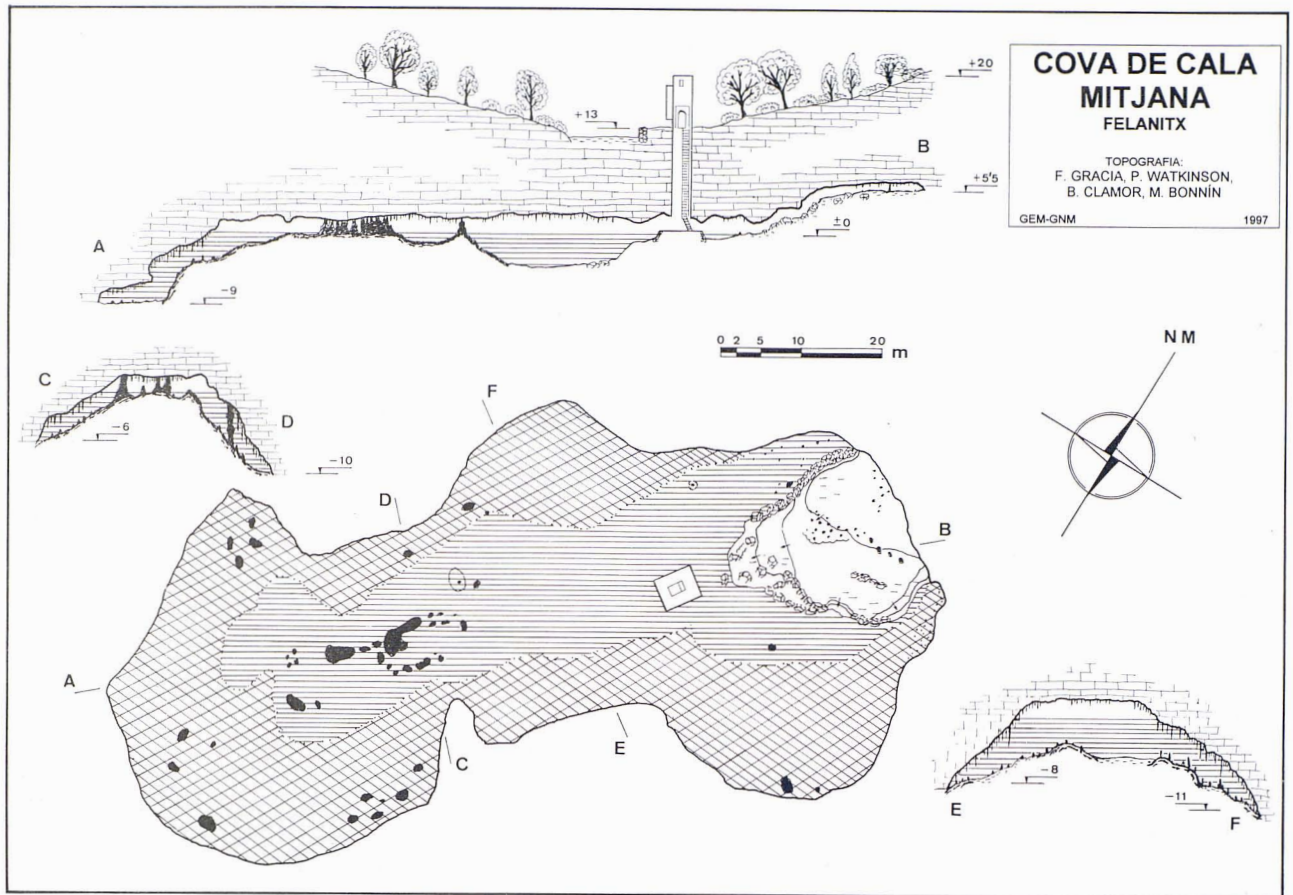 COVA DE CALA
MITJANA
FELANITX
TOPOGRAFIA:
F. GRACIA, P. WATKINSON,
B. CLAMOR, M. BONNÍN
GEM-GNM 1997
+20
+13
B
+5'5
±0
A
-9
0 2 5 10 20 m
NM
C
D
-6
-10
F
D
B
A
C
E
E
-8
-11
F